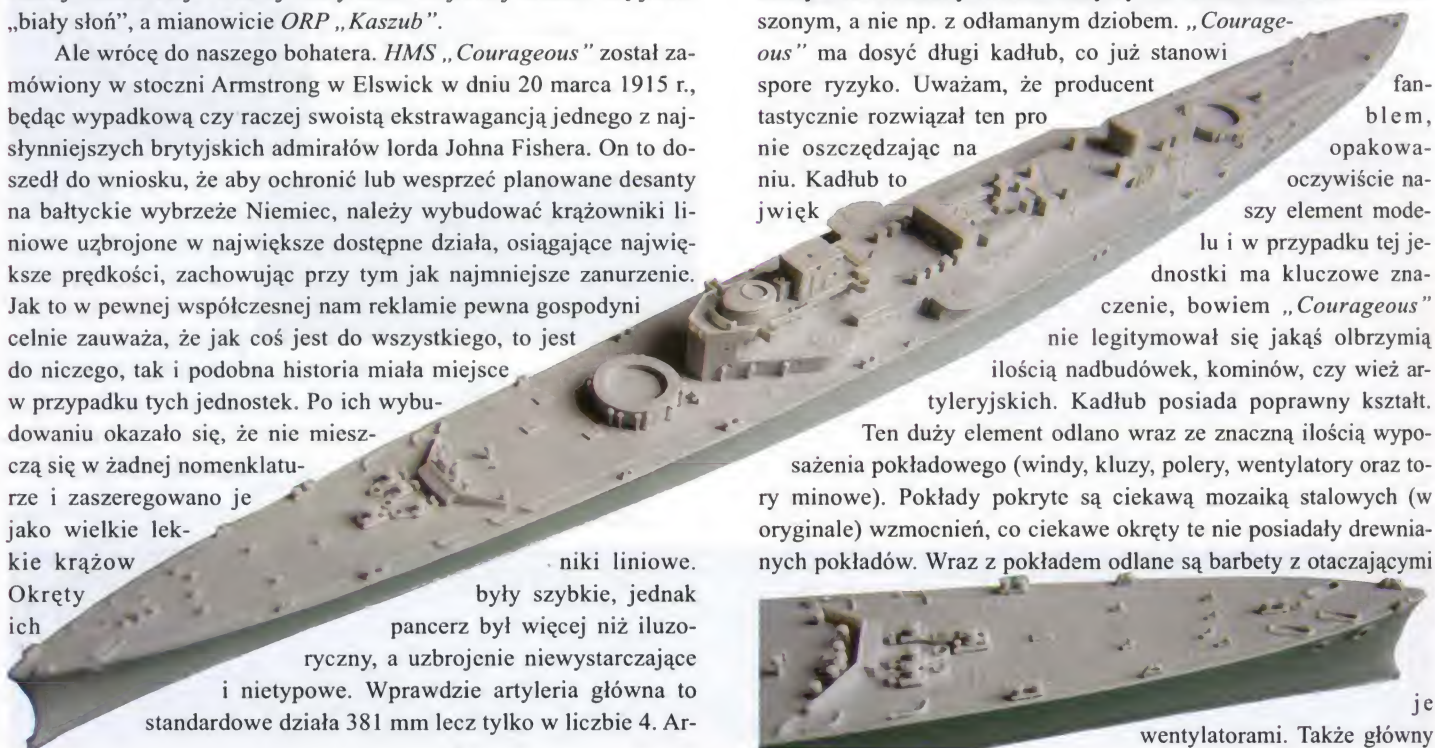 „biały słoń”, a mianowicie ORP „Kaszub”.
Ale wrócę do naszego bohatera. HMS „Courageous” został za-
mówiony w stoczni Armstrong w Elswick w dniu 20 marca 1915 r.,
będąc wypadkową czy raczej swoistą ekstrawagancją jednego z naj-
słynniejszych brytyjskich admirałów lorda Johna Fishera. On to do-
szedł do wniosku, że aby ochronić lub wesprzeć planowane desanty
na bałtyckie wybrzeże Niemiec, należy wybudować krążowniki li-
niowe uzbrojone w największe dostępne działa, osiągające najwię-
ksze prędkości, zachowując przy tym jak najmniejsze zanurzenie.
Jak to w pewnej współczesnej nam reklamie pewna gospodyni
celnie zauważa, że jak coś jest do wszystkiego, to jest
do niczego, tak i podobna historia miała miejsce
w przypadku tych jednostek. Po ich wybu-
dowaniu okazało się, że nie miesz-
czą się w żadnej nomenklatu-
rze i zaszeregowano je
jako wielkie lek-
kie krążow niki liniowe.
Okręty były szybkie, jednak
ich pancerz był więcej niż iluzo-
ryczny, a uzbrojenie niewystarczające
i nietypowe. Wprawdzie artyleria główna to
standardowe działa 381 mm lecz tylko w liczbie 4. Ar-
szonym, a nie np. z odłamanym dziobem. „Courage-
ous” ma dosyć długi kadłub, co już stanowi
spore ryzyko. Uważam, że producent fan-
tastycznie rozwiązał ten pro blem,
nie oszczędzając na opakowa-
niu. Kadłub to oczywiście na-
jwięk szy element mode-
lu i w przypadku tej je-
dnostki ma kluczowe zna-
czenie, bowiem „Courageous”
nie legitymował się jakąś olbrzymią
ilością nadbudówek, kominów, czy wież ar-
tyleryjskich. Kadłub posiada poprawny kształt.
Ten duży element odlano wraz ze znaczną ilością wypo-
sażenia pokładowego (windy, kluzy, polery, wentylatory oraz to-
ry minowe). Pokłady pokryte są ciekawą mozaiką stalowych (w
oryginale) wzmocnień, co ciekawe okręty te nie posiadały drewnia-
nych pokładów. Wraz z pokładem odlane są barbety z otaczającymi
je
wentylatorami. Także główny